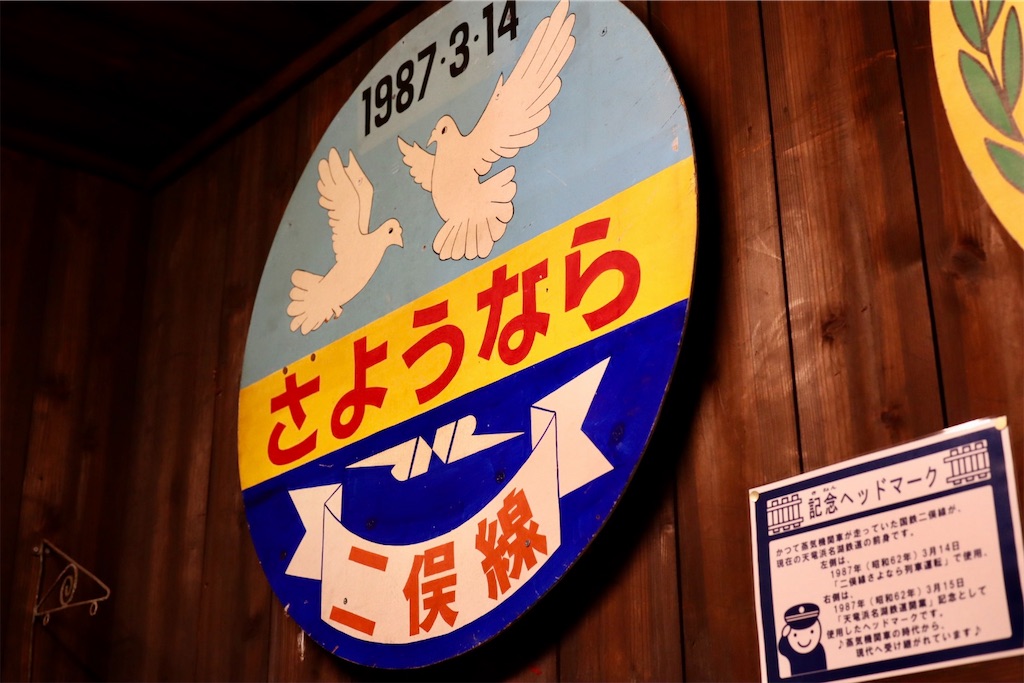 1987・3・14
さようなら
JNR
二俣線
きねん
記念ヘッドマーク
かつて蒸気機関車が走っていた国鉄二俣線が、
現在の天竜浜名湖鉄道の前身です。
左側は、
1987年（昭和62年）3月14日
「二俣線さよなら列車運転」で使用、
右側は、
1987年（昭和62年）3月15日
「天竜浜名湖鉄道開業」記念として
使用したヘッドマークです。
♪蒸気機関車の時代から、
現代へ受け継がれています♪